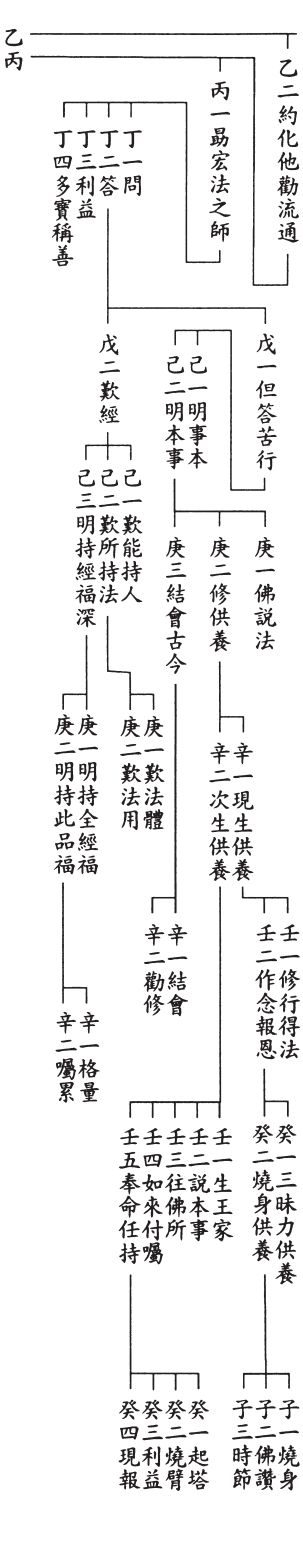 乙二約化他勸流通
丙一勗宏法之師
丁一問
丁二答
戊一但答苦行
己一明事本
己二明本事
庚一佛説法
庚二修供養
辛一現生供養
壬一修行得法
壬二作念報恩
癸一三昧力供養
癸二燒身供養
子一燒身
子二佛讚
子三時節
辛二次生供養
壬一生王家
壬二説本事
壬三往佛所
壬四如來付囑
壬五奉命任持
癸一起塔
癸二燒臂
癸三利益
癸四現報
庚三結會古今
辛一結會
辛二勸修
戊二歎經
己一歎能持人
己二歎所持法
庚一歎法體
庚二歎法用
己三明持經福深
庚一明持全經福
庚二明持此品福
辛一格量
辛二囑累
丁三利益
丁四多寶稱善
乙丙